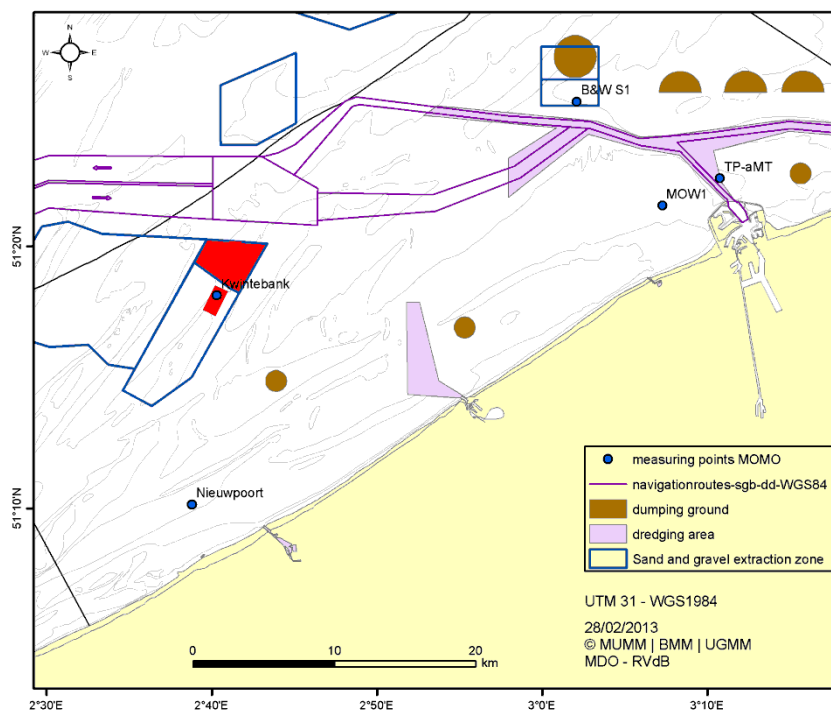 N
W E
S
B&W S1
TP-aMT
MOW1
51°20'N
Kwintebank
51°10'N
Nieuwpoort
measuring points MOMO
navigationroutes-sgb-dd-WGS84
dumping ground
dredging area
Sand and gravel extraction zone
UTM 31 - WGS1984
28/02/2013
© MUMM | BMM | UGMM
MDO - RVdB
0 10 20
km
2°30'E 2°40'E 2°50'E 3°0'E 3°10'E